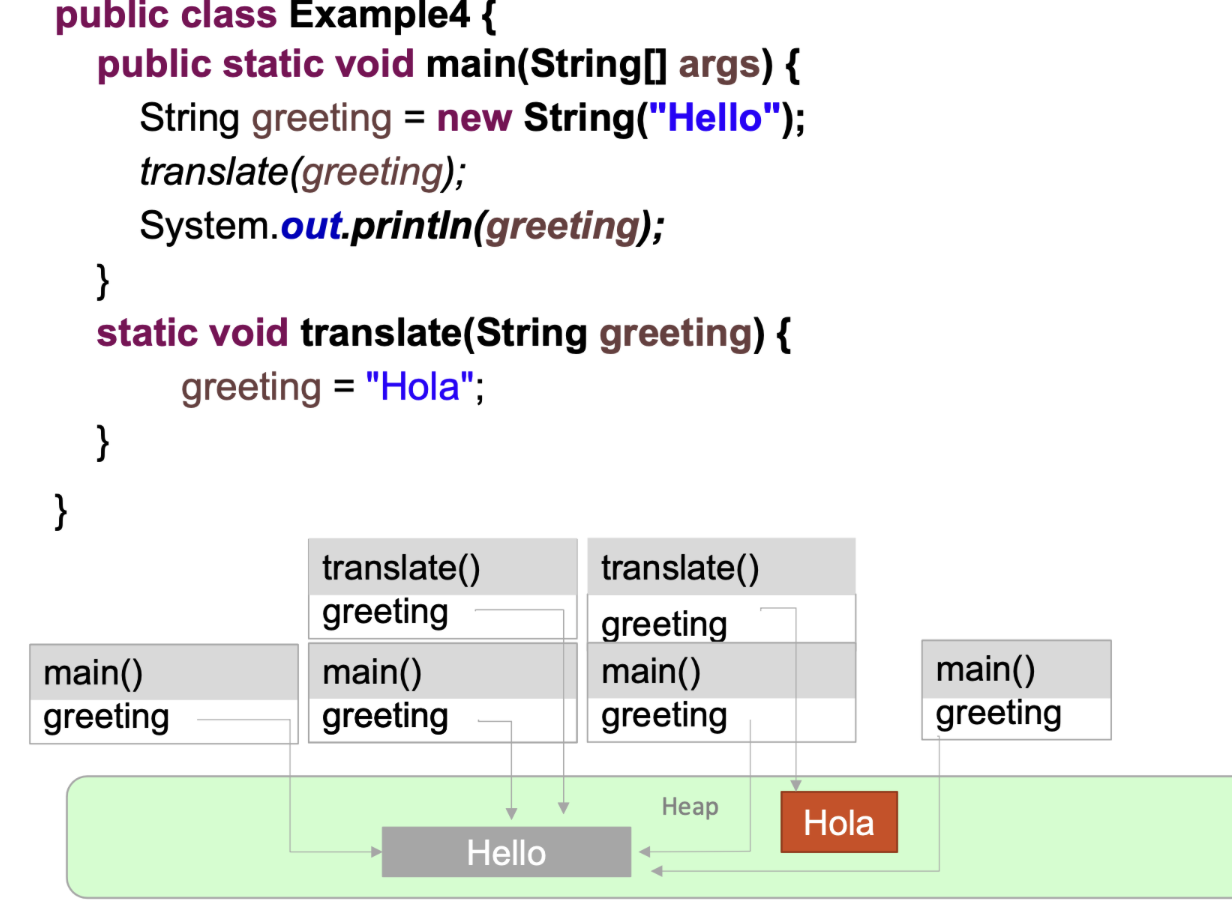 public class Example4 {
public static void main(String[] args) {
String greeting = new String("Hello");
translate(greeting);
System.out.println(greeting);
}
static void translate(String greeting) {
greeting = "Hola";
}
}
translate()
greeting
translate()
greeting
main()
greeting
main()
greeting
main()
greeting
main()
greeting
Heap
Hola
Hello